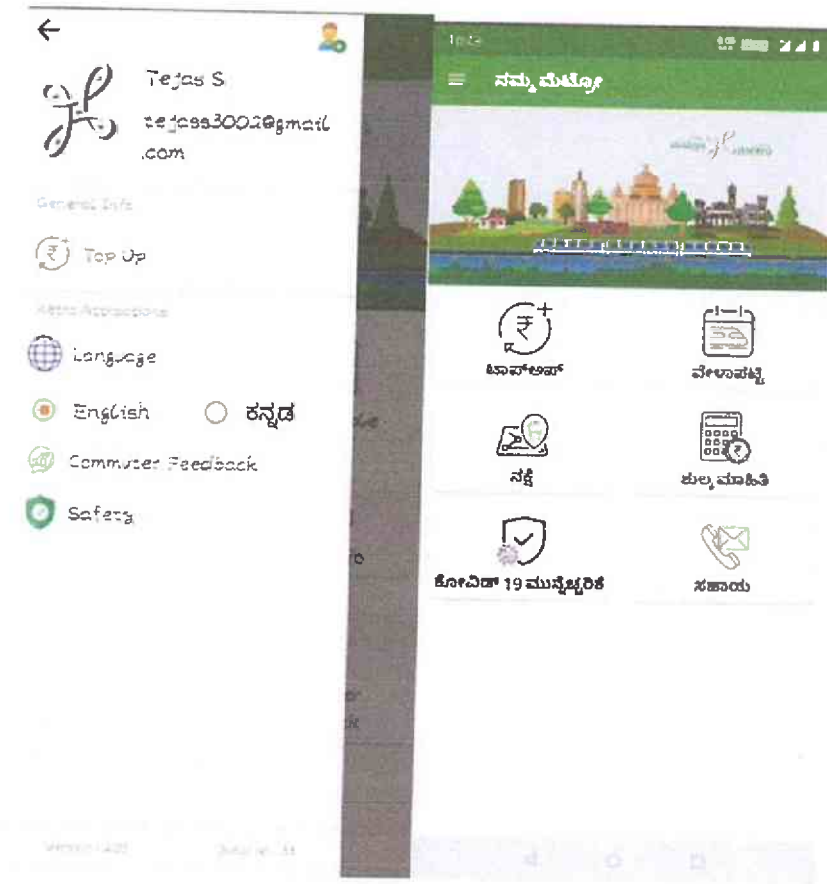 Tejas S
tejass3002@gmail
.com
General Info
Top Up
Language
English
ಕನ್ನಡ
Commuter Feedback
Safety
ನಮ್ಮ ಮೆಟ್ರೋ
ಟಾಪ್ಅಪ್
ವೇಳಾಪಟ್ಟಿ
ನಕ್ಷೆ
ಶುಲ್ಕ ಮಾಹಿತಿ
ಕೋವಿಡ್ 19 ಮುನ್ನೆಚ್ಚರಿಕೆ
ಸಹಾಯ